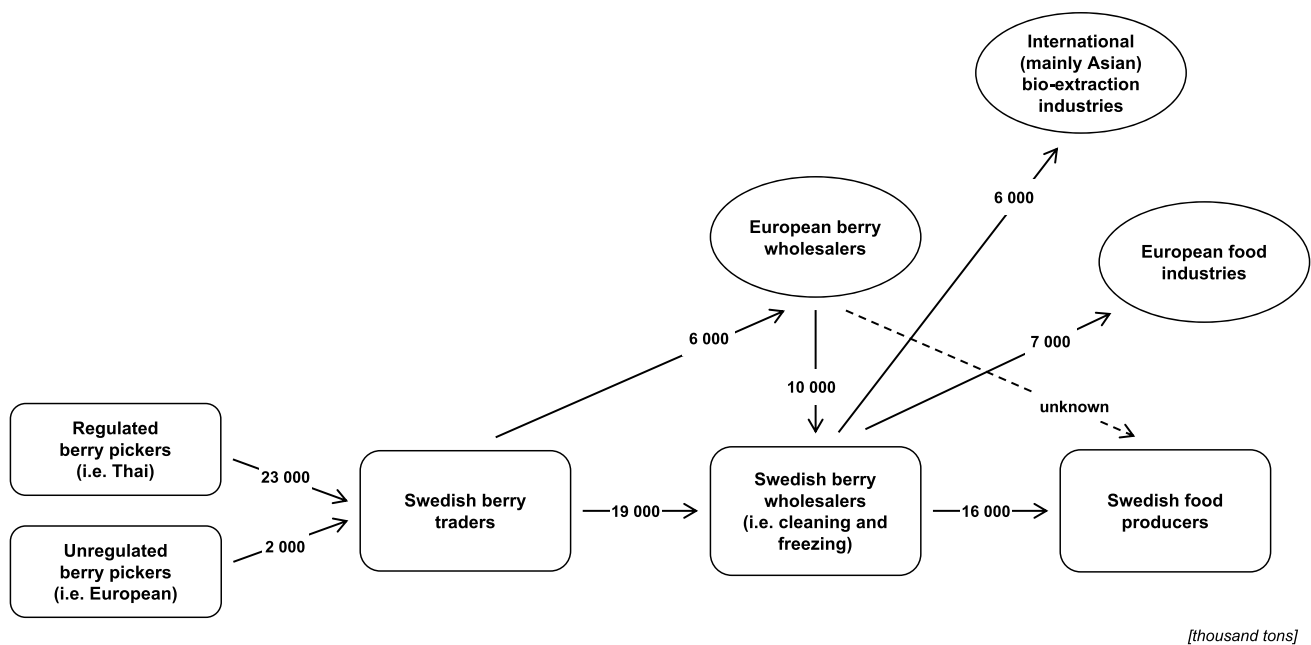 International
(mainly Asian)
bio-extraction
industries
6 000
European berry
wholesalers
European food
industries
6 000
7 000
10 000
unknown
Regulated
berry pickers
(i.e. Thai)
23 000
Swedish berry
traders
19 000
Swedish berry
wholesalers
(i.e. cleaning and
freezing)
16 000
Swedish food
producers
2 000
Unregulated
berry pickers
(i.e. European)
[thousand tons]